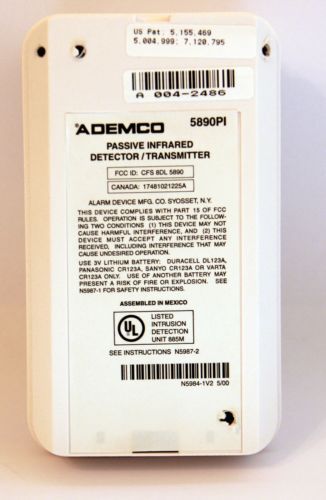 US Pat: 5,155,469
5,004,999; 7,120,795
A 004-2486
ADEMCO 5890PI
PASSIVE INFRARED
DETECTOR/TRANSMITTER
FCC ID: CFS 8DL 5890
CANADA: 17481021225A
ALARM DEVICE MFG. CO. SYOSSET, N.Y.
THIS DEVICE COMPLIES WITH PART 15 OF FCC
RULES. OPERATION IS SUBJECT TO THE FOLLOW-
ING TWO CONDITIONS (1) THIS DEVICE MAY NOT
CAUSE HARMFUL INTERFERENCE, AND (2) THIS
DEVICE MUST ACCEPT ANY INTERFERENCE
RECEIVED, INCLUDING INTERFERENCE THAT MAY
CAUSE UNDESIRED OPERATION.
USE 3V LITHIUM BATTERY: DURACELL DL123A,
PANASONIC CR123A, SANYO CR123A OR VARTA
CR123A ONLY. USE OF ANOTHER BATTERY MAY
PRESENT A RISK OF FIRE OR EXPLOSION. SEE
N5987-1 FOR SAFETY INSTRUCTIONS.
ASSEMBLED IN MEXICO
UL
LISTED
INTRUSION
DETECTION
UNIT 885M
SEE INSTRUCTIONS N5987-2
N5984-1V2 5/00